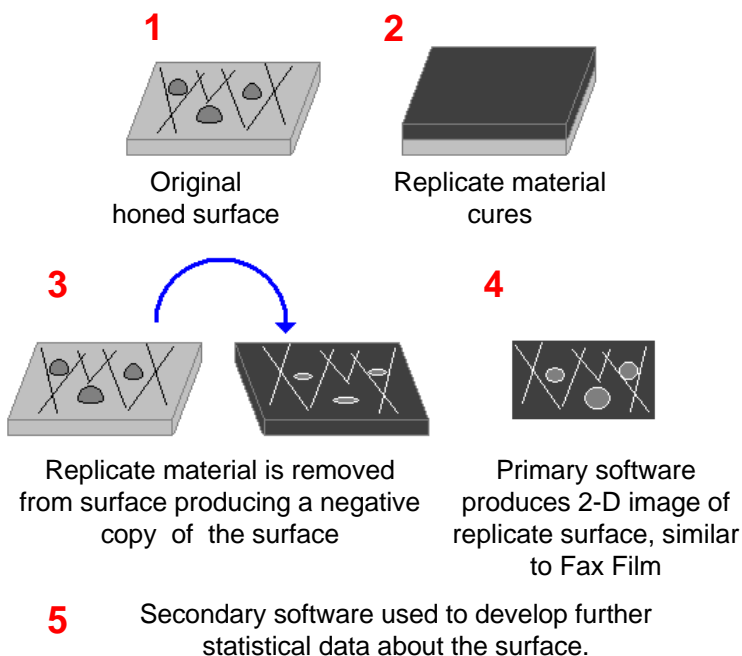 1
Original
honed surface
2
Replicate material
cures
3
Replicate material is removed
from surface producing a negative
copy of the surface
4
Primary software
produces 2-D image of
replicate surface, similar
to Fax Film
5
Secondary software used to develop further
statistical data about the surface.